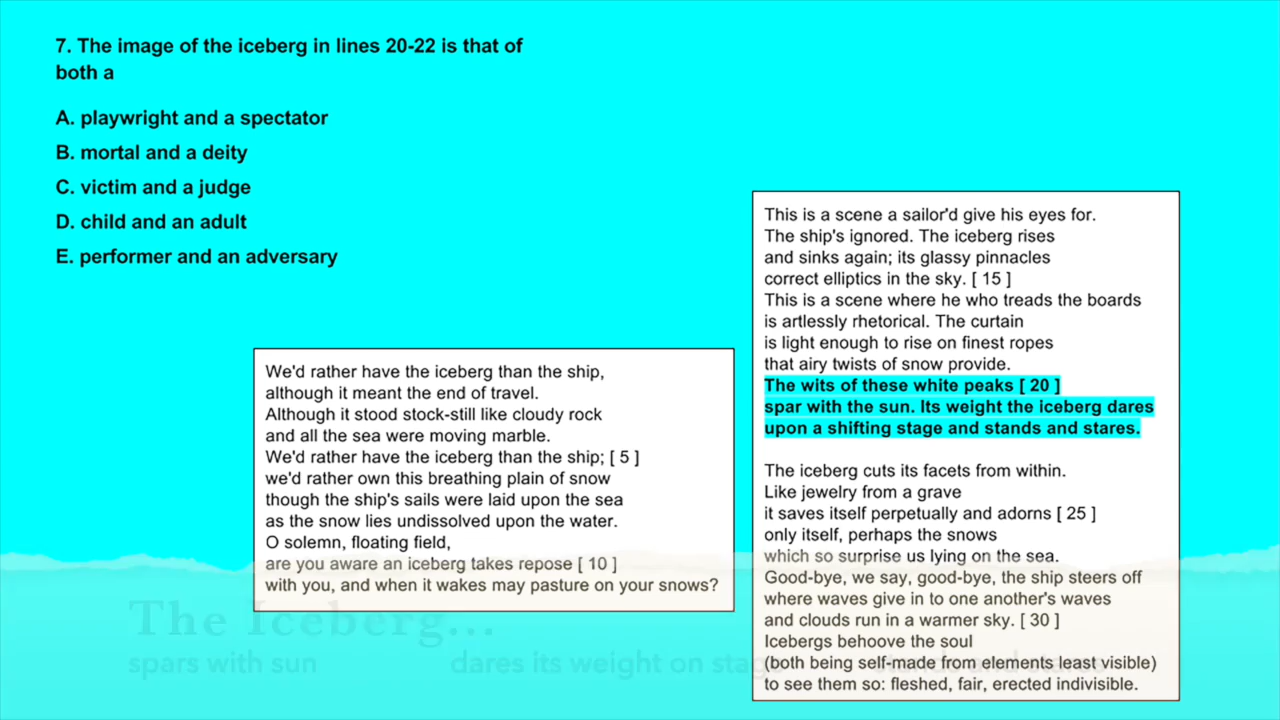 7. The image of the iceberg in lines 20-22 is that of
both a
A. playwright and a spectator
B. mortal and a deity
C. victim and a judge
D. child and an adult
E. performer and an adversary
We'd rather have the iceberg than the ship,
although it meant the end of travel.
Although it stood stock-still like cloudy rock
and all the sea were moving marble.
We'd rather have the iceberg than the ship; [ 5 ]
we'd rather own this breathing plain of snow
though the ship's sails were laid upon the sea
as the snow lies undissolved upon the water.
O solemn, floating field,
are you aware an iceberg takes repose [ 10 ]
with you, and when it wakes may pasture on your snows?
This is a scene a sailor'd give his eyes for.
The ship's ignored. The iceberg rises
and sinks again; its glassy pinnacles
correct elliptics in the sky. [ 15 ]
This is a scene where he who treads the boards
is artlessly rhetorical. The curtain
is light enough to rise on finest ropes
that airy twists of snow provide.
The wits of these white peaks [ 20 ]
spar with the sun. Its weight the iceberg dares
upon a shifting stage and stands and stares.
The iceberg cuts its facets from within.
Like jewelry from a grave
it saves itself perpetually and adorns [ 25 ]
only itself, perhaps the snows
which so surprise us lying on the sea.
Good-bye, we say, good-bye, the ship steers off
where waves give in to one another's waves
and clouds run in a warmer sky. [ 30 ]
Icebergs behoove the soul
(both being self-made from elements least visible)
to see them so: fleshed, fair, erected indivisible.
The Iceberg...
spars with sun
dares its weight on stage